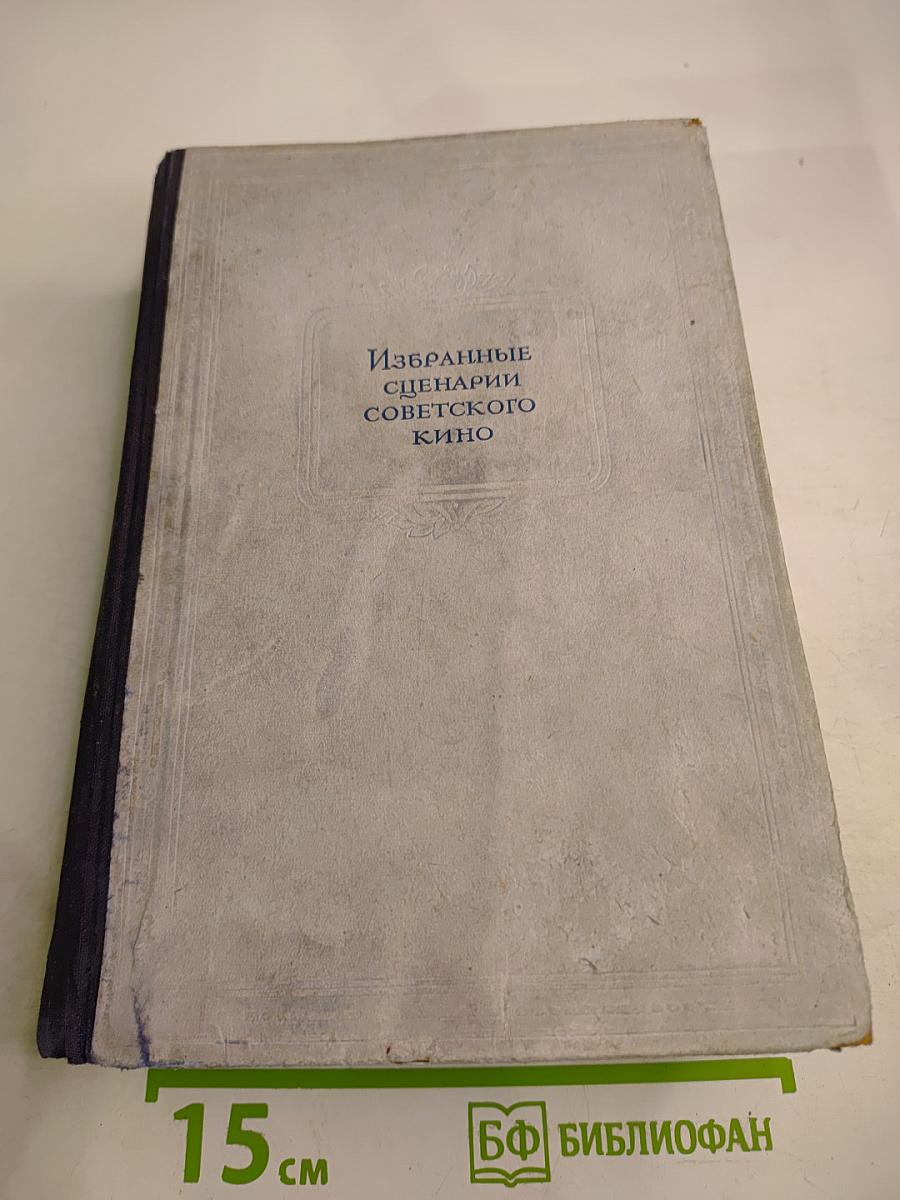 Избранные
сценарии
советского
кино
15 см
БФ БИБЛИОФАН